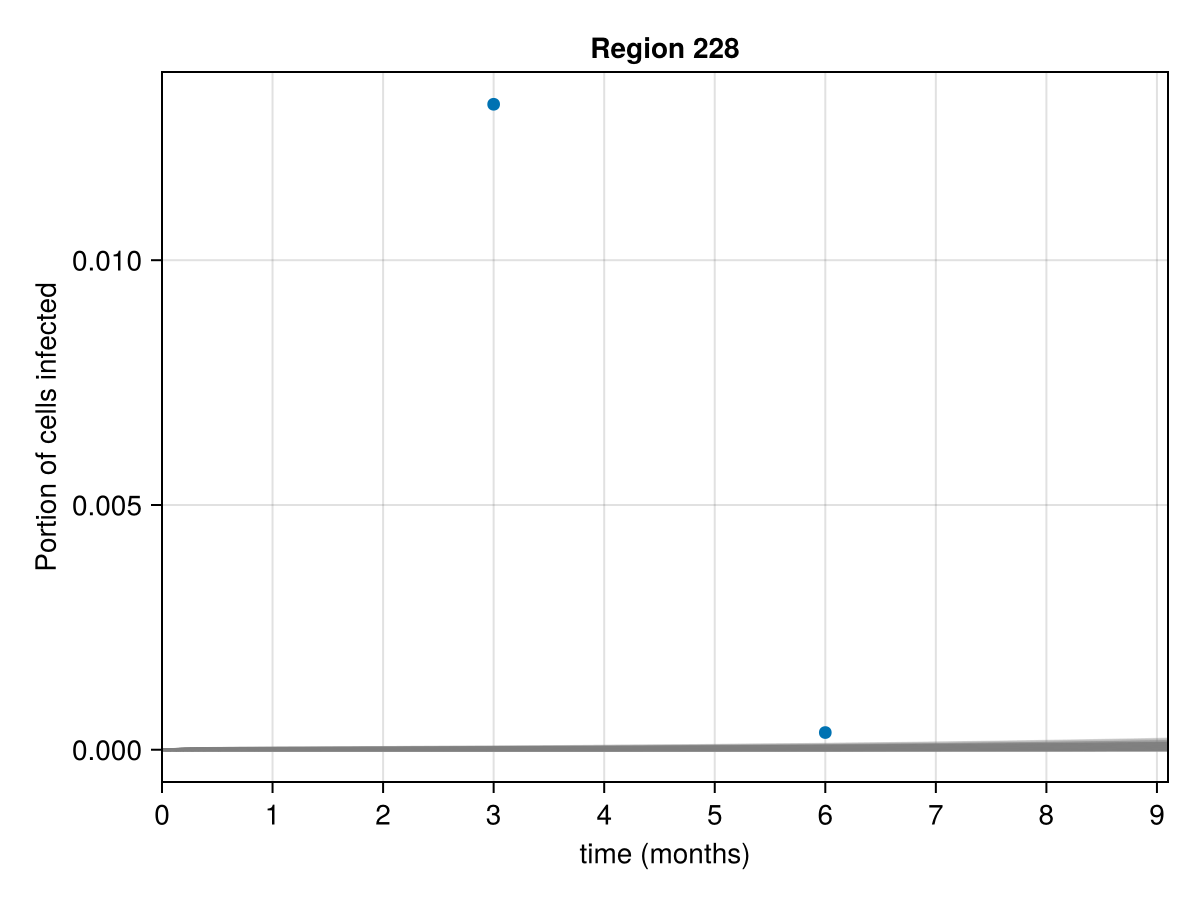 Region 228
Portion of cells infected
0.010
0.005
0.000
0 1 2 3 4 5 6 7 8 9
time (months)